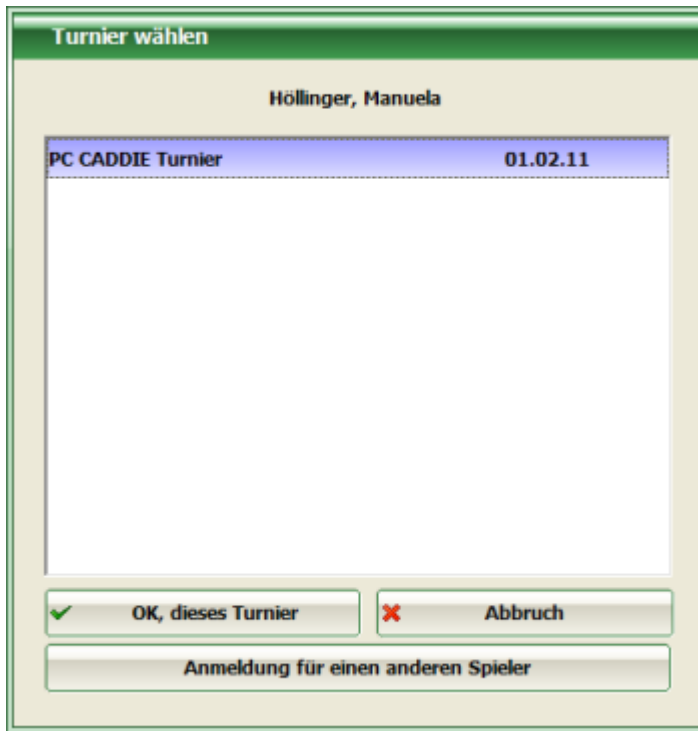 Turnier wählen
Höllinger, Manuela
PC CADDIE Turnier 01.02.11
OK, dieses Turnier Abbruch
Anmeldung für einen anderen Spieler